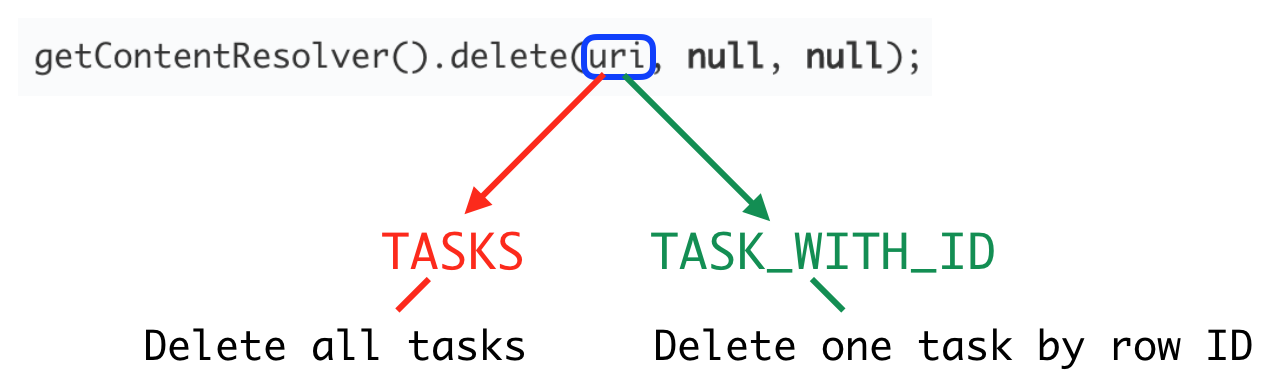 getContentResolver().delete(uri, null, null);
TASKS
TASK_WITH_ID
Delete all tasks
Delete one task by row ID